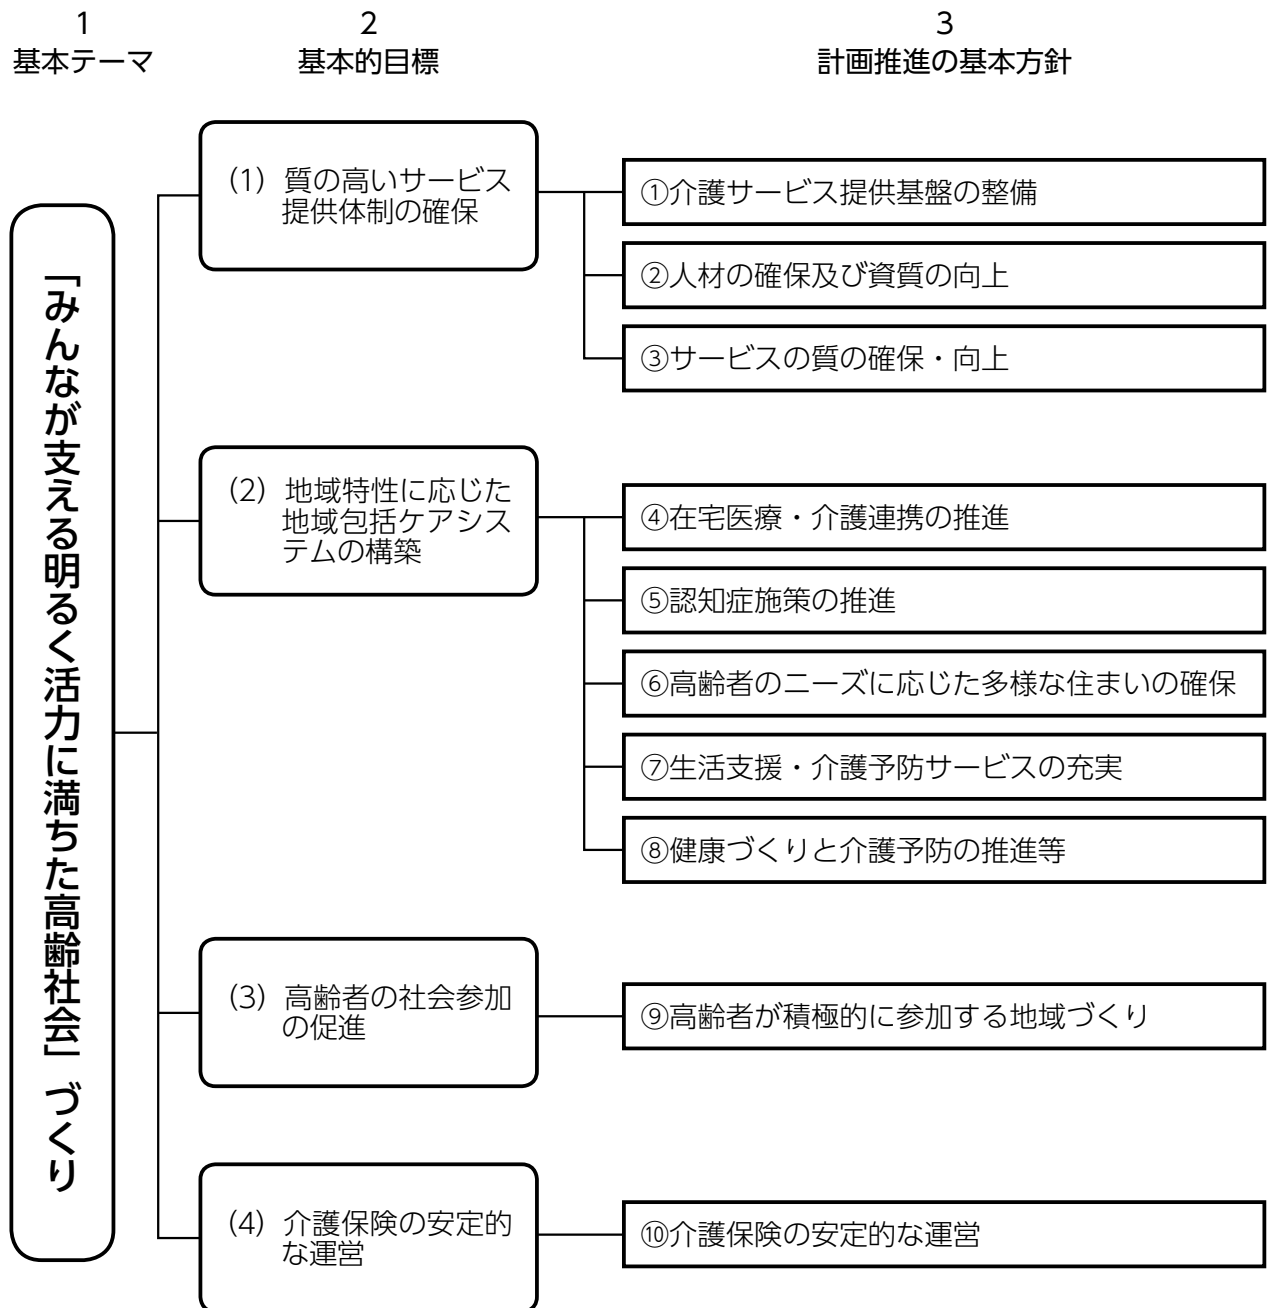 1
基本テーマ
2
基本的目標
3
計画推進の基本方針
「みんなが支える明るく活力に満ちた高齢社会」づくり
(1) 質の高いサービス
提供体制の確保
①介護サービス提供基盤の整備
②人材の確保及び資質の向上
③サービスの質の確保・向上
(2) 地域特性に応じた
地域包括ケアシス
テムの構築
④在宅医療・介護連携の推進
⑤認知症施策の推進
⑥高齢者のニーズに応じた多様な住まいの確保
⑦生活支援・介護予防サービスの充実
⑧健康づくりと介護予防の推進等
(3) 高齢者の社会参加
の促進
⑨高齢者が積極的に参加する地域づくり
(4) 介護保険の安定的
な運営
⑩介護保険の安定的な運営